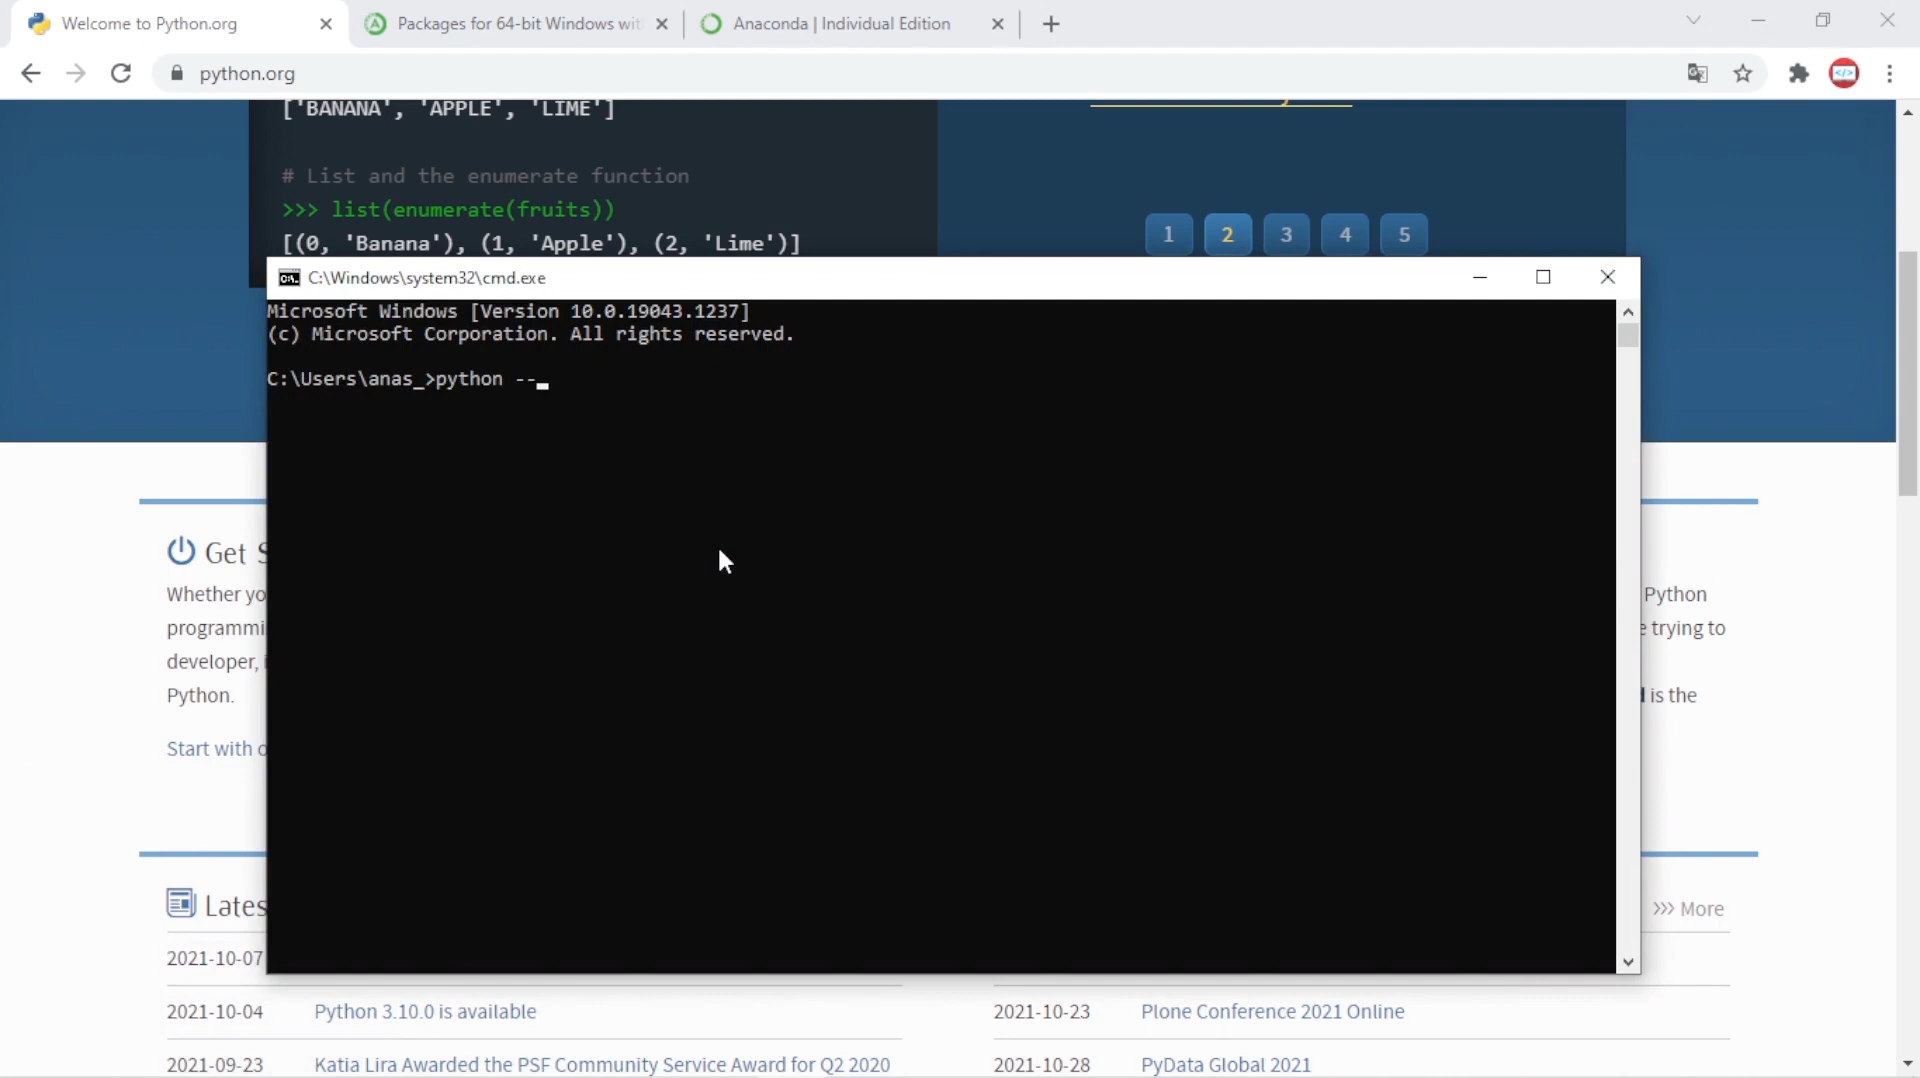 Welcome to Python.org
Packages for 64-bit Windows wit
Anaconda | Individual Edition
python.org
['BANANA', 'APPLE', 'LIME']
# List and the enumerate function
>>> list(enumerate(fruits))
[(0, 'Banana'), (1, 'Apple'), (2, 'Lime')]
1 2 3 4 5
C:\Windows\system32\cmd.exe
Microsoft Windows [Version 10.0.19043.1237]
(c) Microsoft Corporation. All rights reserved.
C:\Users\anas_>python --_
Get S
Whether yo
programmi
developer, i
Python.
Start with o
Python
e trying to
d is the
Lates
>>> More
2021-10-07
2021-10-04 Python 3.10.0 is available
2021-09-23 Katia Lira Awarded the PSF Community Service Award for Q2 2020
2021-10-23 Plone Conference 2021 Online
2021-10-28 PyData Global 2021